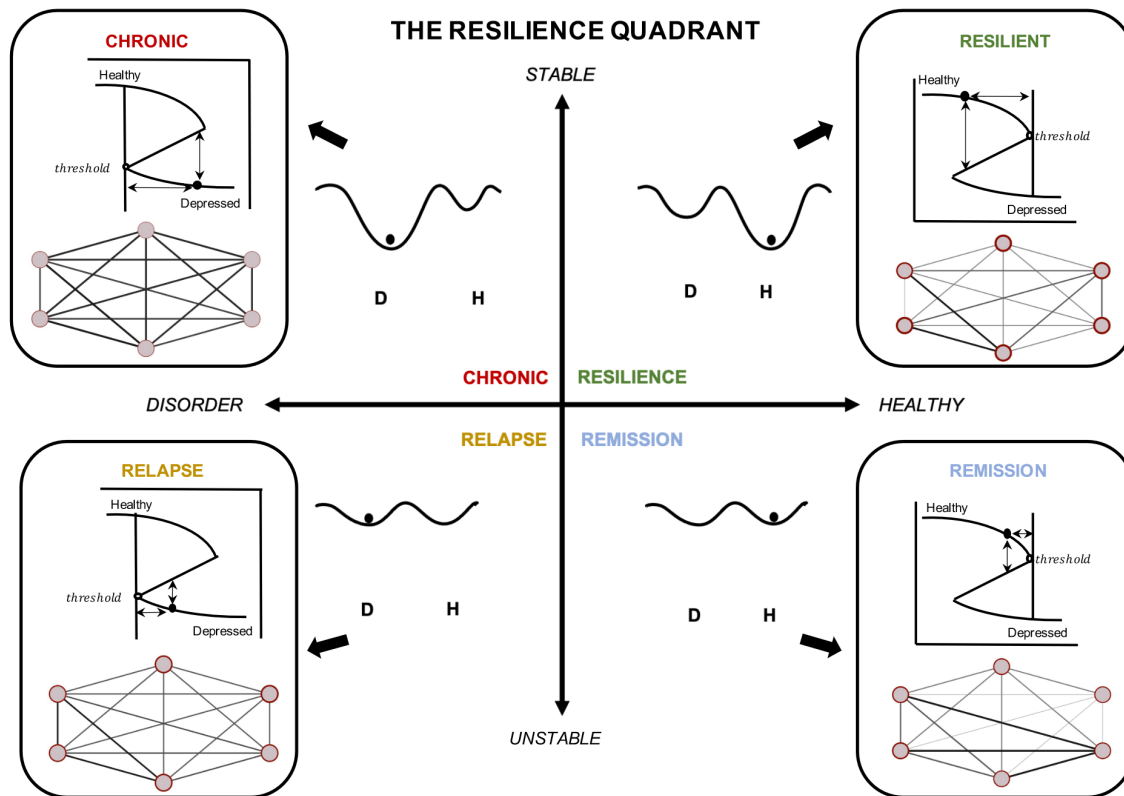 THE RESILIENCE QUADRANT
CHRONIC
Healthy
threshold
Depressed
STABLE
RESILIENT
Healthy
threshold
Depressed
D H
D H
CHRONIC RESILIENCE
DISORDER
HEALTHY
RELAPSE REMISSION
RELAPSE
Healthy
threshold
Depressed
D H
D H
REMISSION
Healthy
threshold
Depressed
UNSTABLE